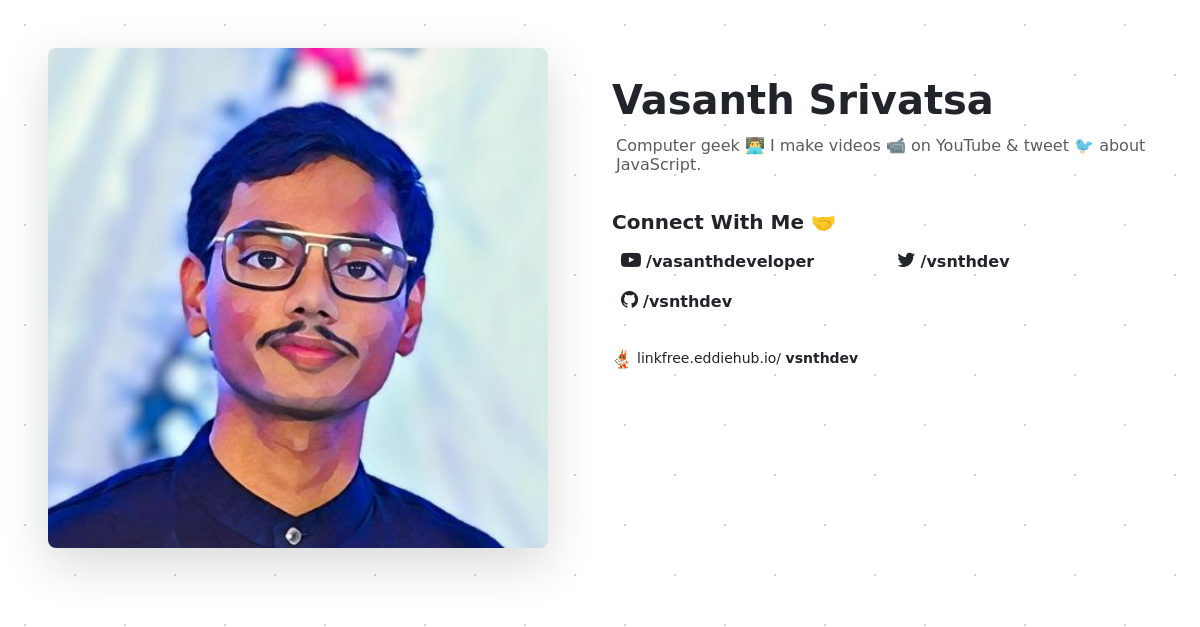 Vasanth Srivatsa
Computer geek 👨‍💻 I make videos 📹 on YouTube & tweet 🐦 about
JavaScript.
Connect With Me 🤝
/vasanthdeveloper
/vsnthdev
/vsnthdev
linkfree.eddiehub.io/ vsnthdev